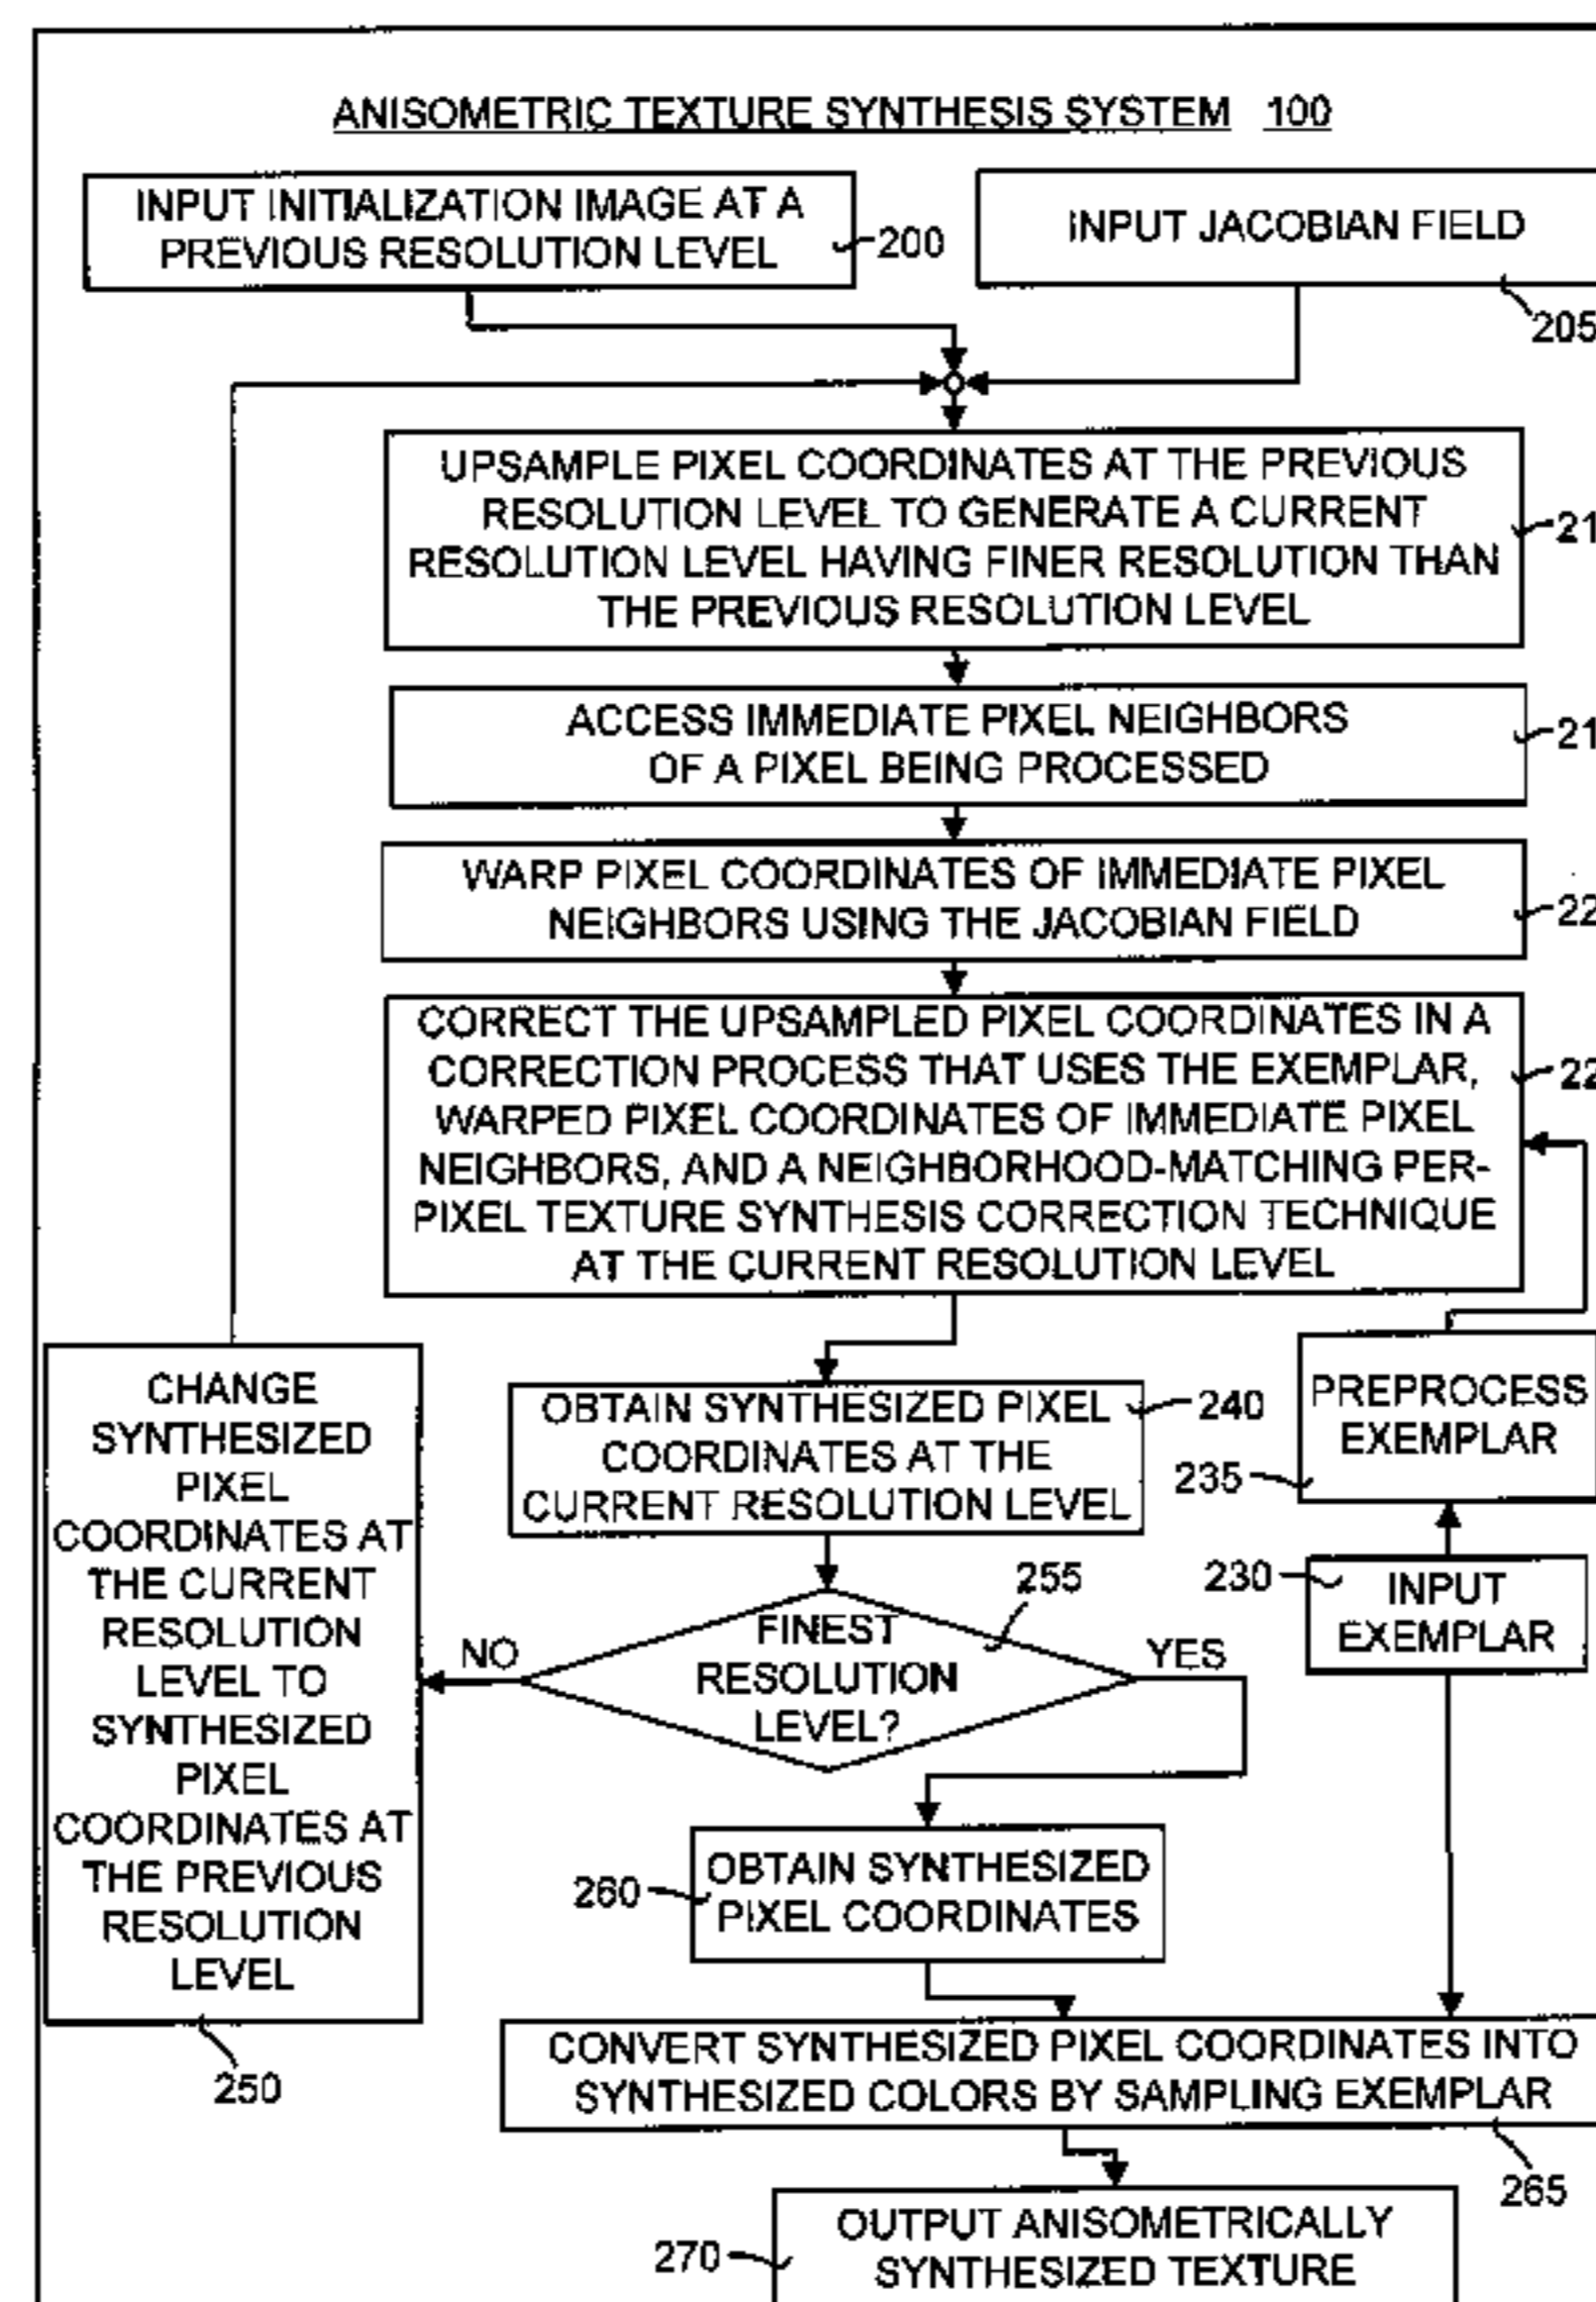 ANISOMETRIC TEXTURE SYNTHESIS SYSTEM 100
INPUT INITIALIZATION IMAGE AT A
PREVIOUS RESOLUTION LEVEL
200
INPUT JACOBIAN FIELD
205
UPSAMPLE PIXEL COORDINATES AT THE PREVIOUS
RESOLUTION LEVEL TO GENERATE A CURRENT
RESOLUTION LEVEL HAVING FINER RESOLUTION THAN
THE PREVIOUS RESOLUTION LEVEL
21
ACCESS IMMEDIATE PIXEL NEIGHBORS
OF A PIXEL BEING PROCESSED
21
WARP PIXEL COORDINATES OF IMMEDIATE PIXEL
NEIGHBORS USING THE JACOBIAN FIELD
22
CORRECT THE UPSAMPLED PIXEL COORDINATES IN A
CORRECTION PROCESS THAT USES THE EXEMPLAR,
WARPED PIXEL COORDINATES OF IMMEDIATE PIXEL
NEIGHBORS, AND A NEIGHBORHOOD-MATCHING PER-
PIXEL TEXTURE SYNTHESIS CORRECTION TECHNIQUE
AT THE CURRENT RESOLUTION LEVEL
22
CHANGE
SYNTHESIZED
PIXEL
COORDINATES AT
THE CURRENT
RESOLUTION
LEVEL TO
SYNTHESIZED
PIXEL
COORDINATES AT
THE PREVIOUS
RESOLUTION
LEVEL
250
OBTAIN SYNTHESIZED PIXEL
COORDINATES AT THE
CURRENT RESOLUTION LEVEL
240
PREPROCESS
EXEMPLAR
235
INPUT
EXEMPLAR
230
255
FINEST
RESOLUTION
LEVEL?
NO
YES
OBTAIN SYNTHESIZED
PIXEL COORDINATES
260
CONVERT SYNTHESIZED PIXEL COORDINATES INTO
SYNTHESIZED COLORS BY SAMPLING EXEMPLAR
265
OUTPUT ANISOMETRICALLY
SYNTHESIZED TEXTURE
270